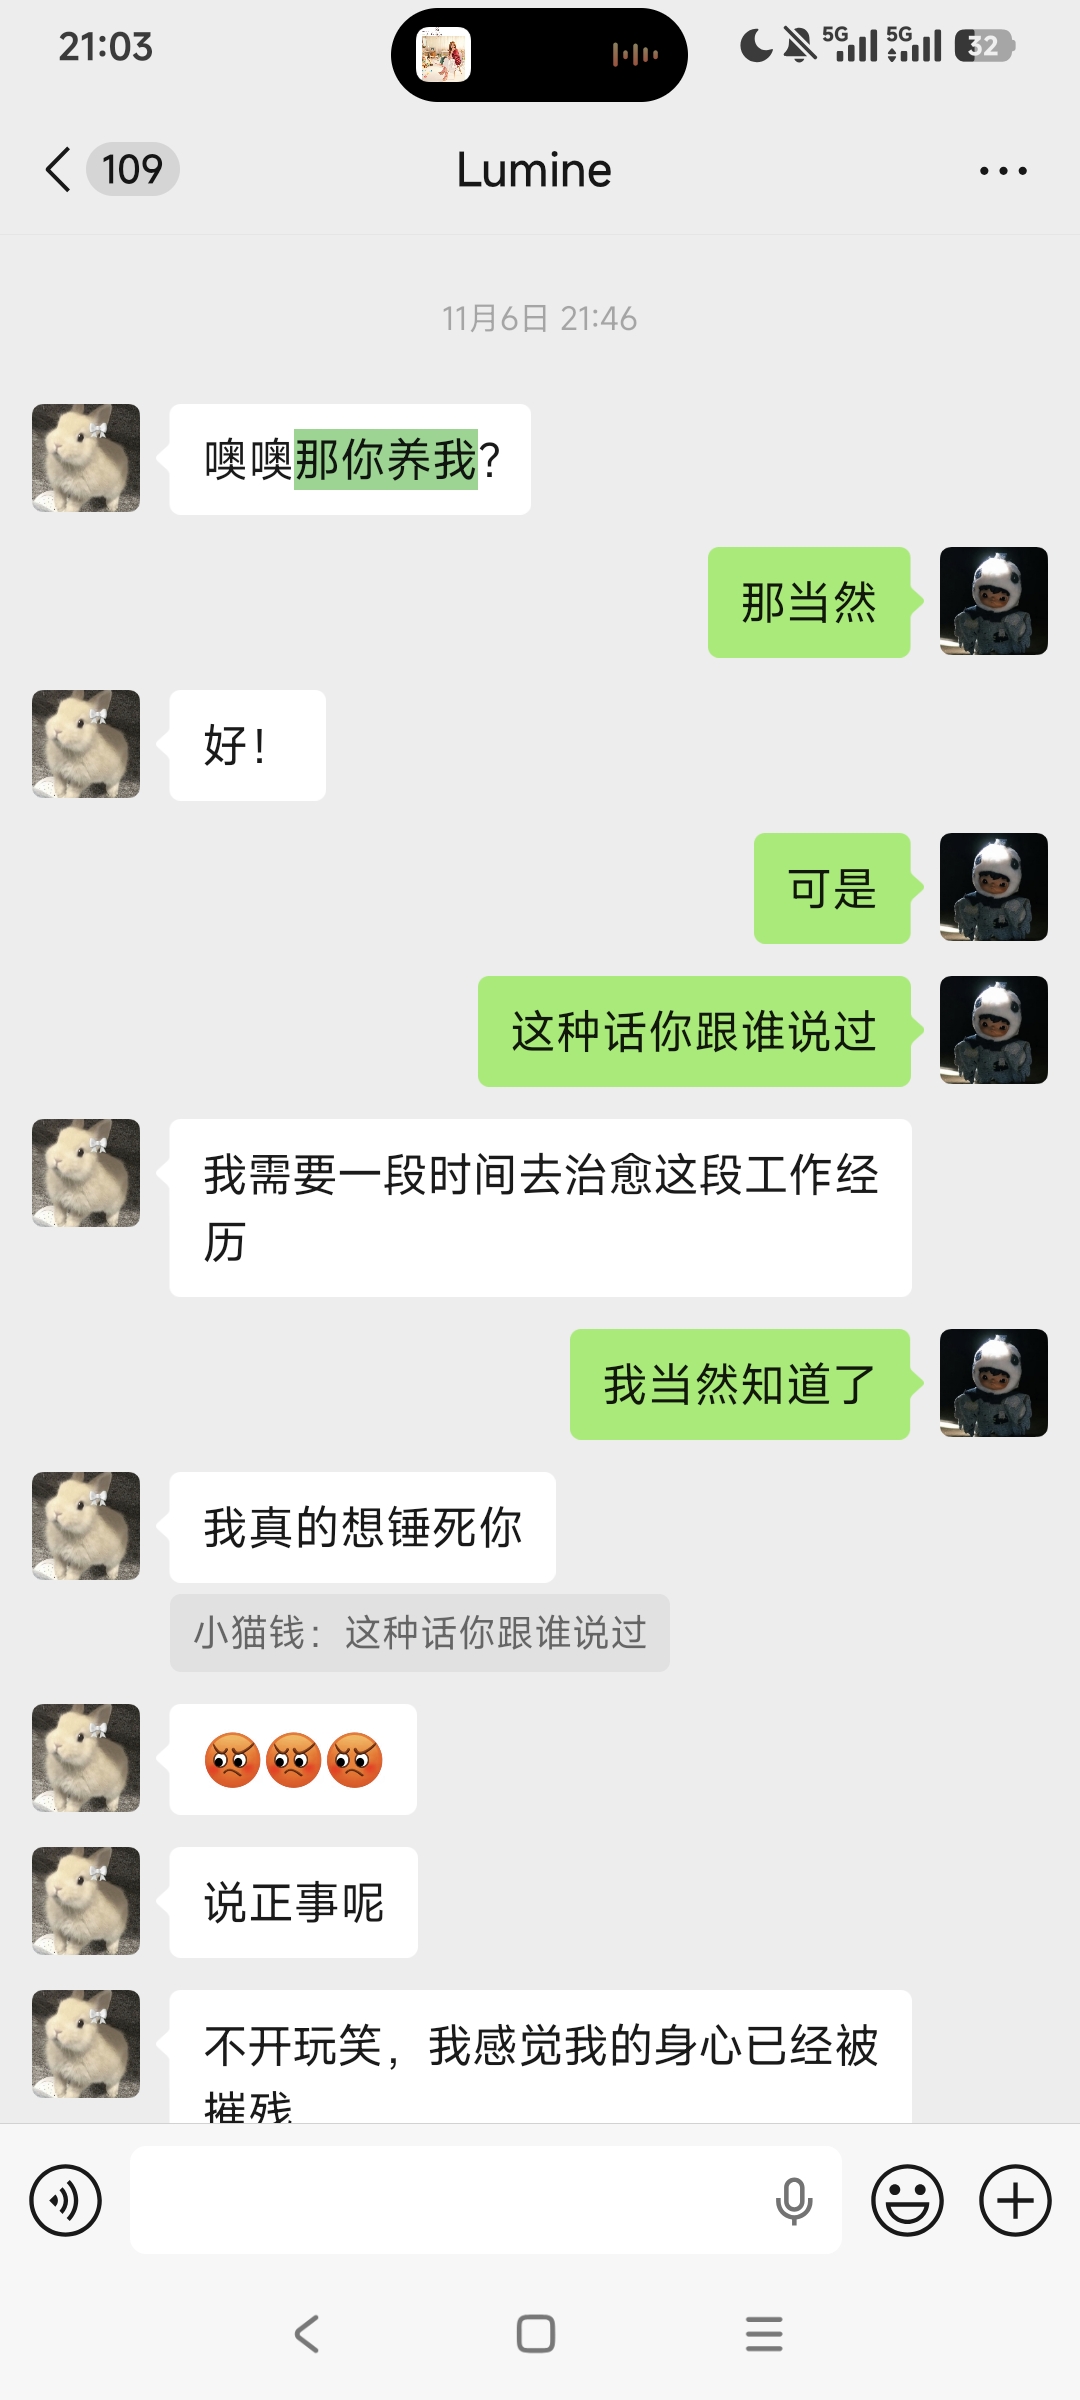 21:03
5G
5G
32
109
Lumine
11月6日 21:46
噢噢那你养我?
那当然
好!
可是
这种话你跟谁说过
我需要一段时间去治愈这段工作经
历
我当然知道了
我真的想锤死你
小猫钱：这种话你跟谁说过
说正事呢
不开玩笑，我感觉我的身心已经被
摧残